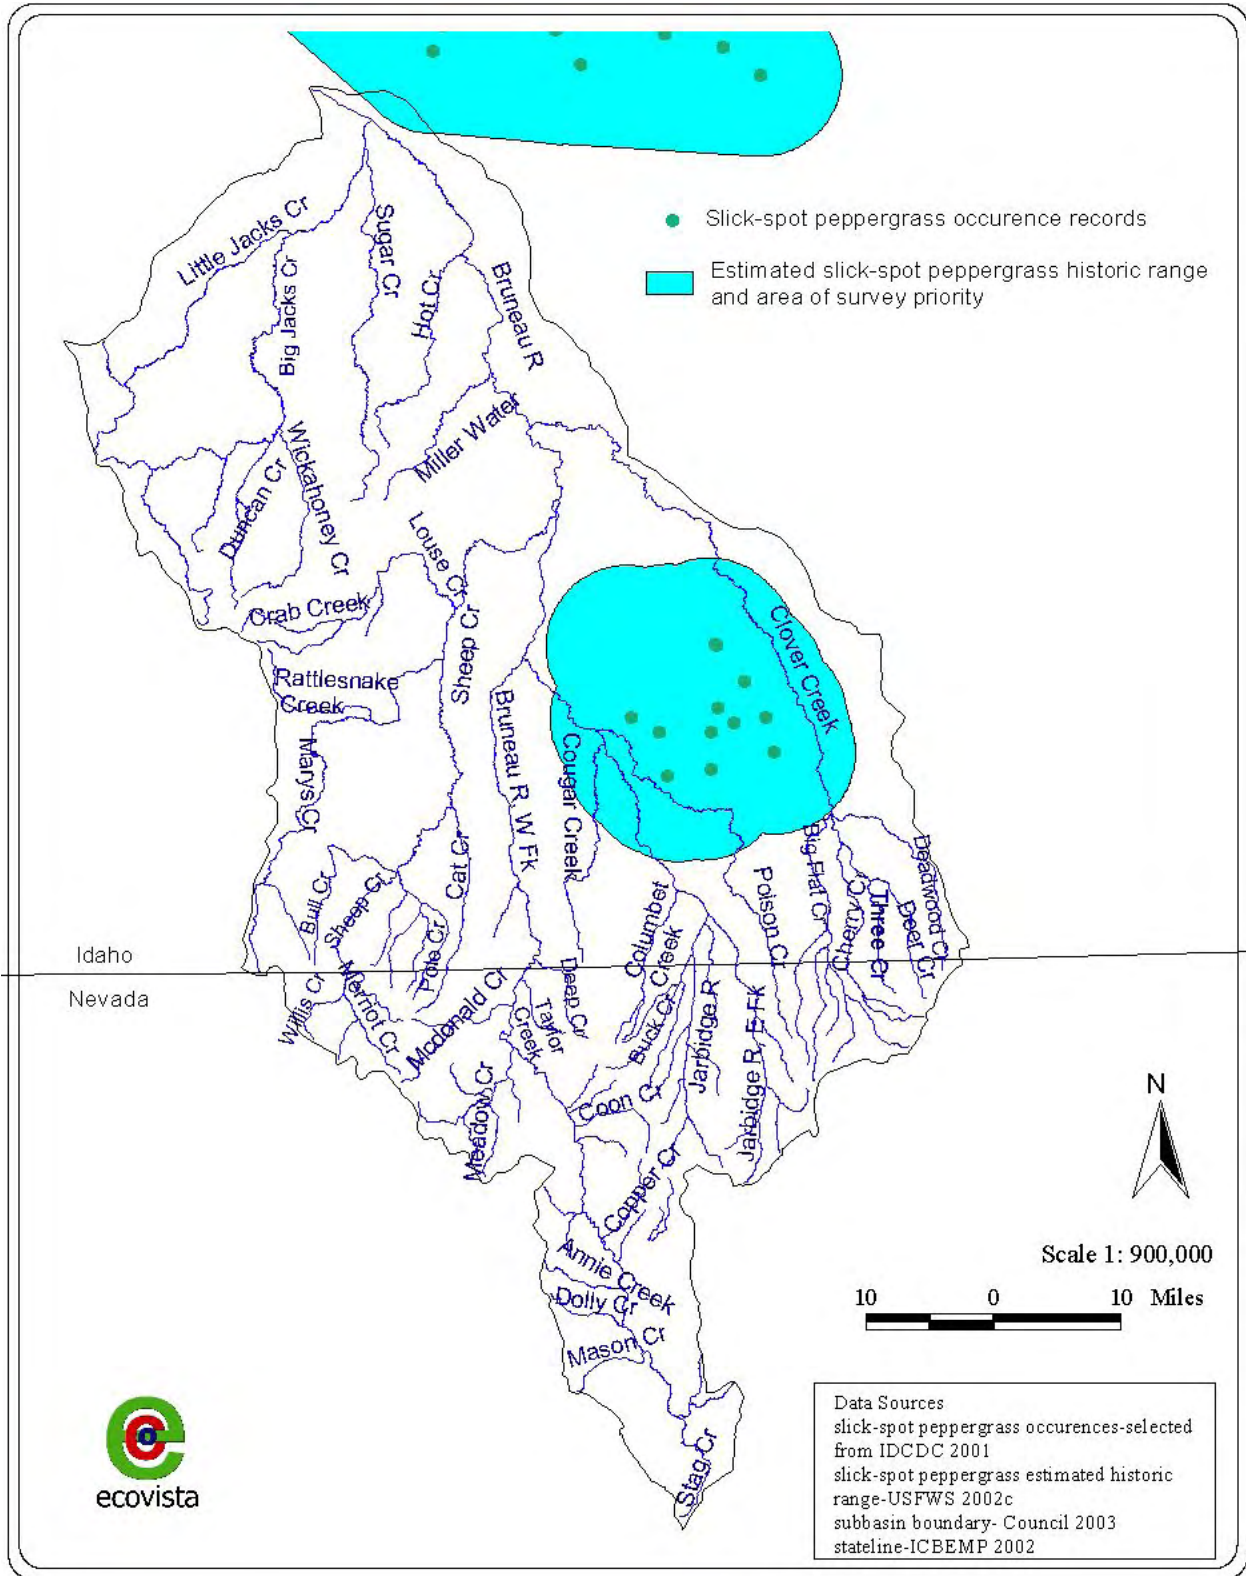 Slick-spot peppergrass occurence records
Estimated slick-spot peppergrass historic range
and area of survey priority
Little Jacks Cr
Big Jacks Cr
Sugar Cr
Hot Cr
Bruneau R
Miller Water
Wickahoney Cr
Duncan Cr
Louse Cr
Crab Creek
Sheep Cr
Clover Creek
Rattlesnake
Creek
Marys Cr
Bruneau R, W Fk
Cougar Creek
Cat Cr
Bull Cr
Sheep Cr
Pole Cr
Columbet
Creek
Poison Cr
Big Flat Cr
Cherry Cr
Three Cr
Deer Cr
Deadwood Cr
Idaho
Nevada
Willis Cr
Merriot Cr
Mcdonald Cr
Taylor
Creek
Deep Cr
Buck Cr
Jarbidge R
Jarbidge R, E Fk
Meadow Cr
Coon Cr
Copper Cr
Annie Creek
Dolly Cr
Mason Cr
Stag Cr
N
Scale 1: 900,000
10 0 10 Miles
ecovista
Data Sources
slick-spot peppergrass occurences-selected
from IDCDC 2001
slick-spot peppergrass estimated historic
range-USFWS 2002c
subbasin boundary- Council 2003
stateline-ICBEMP 2002